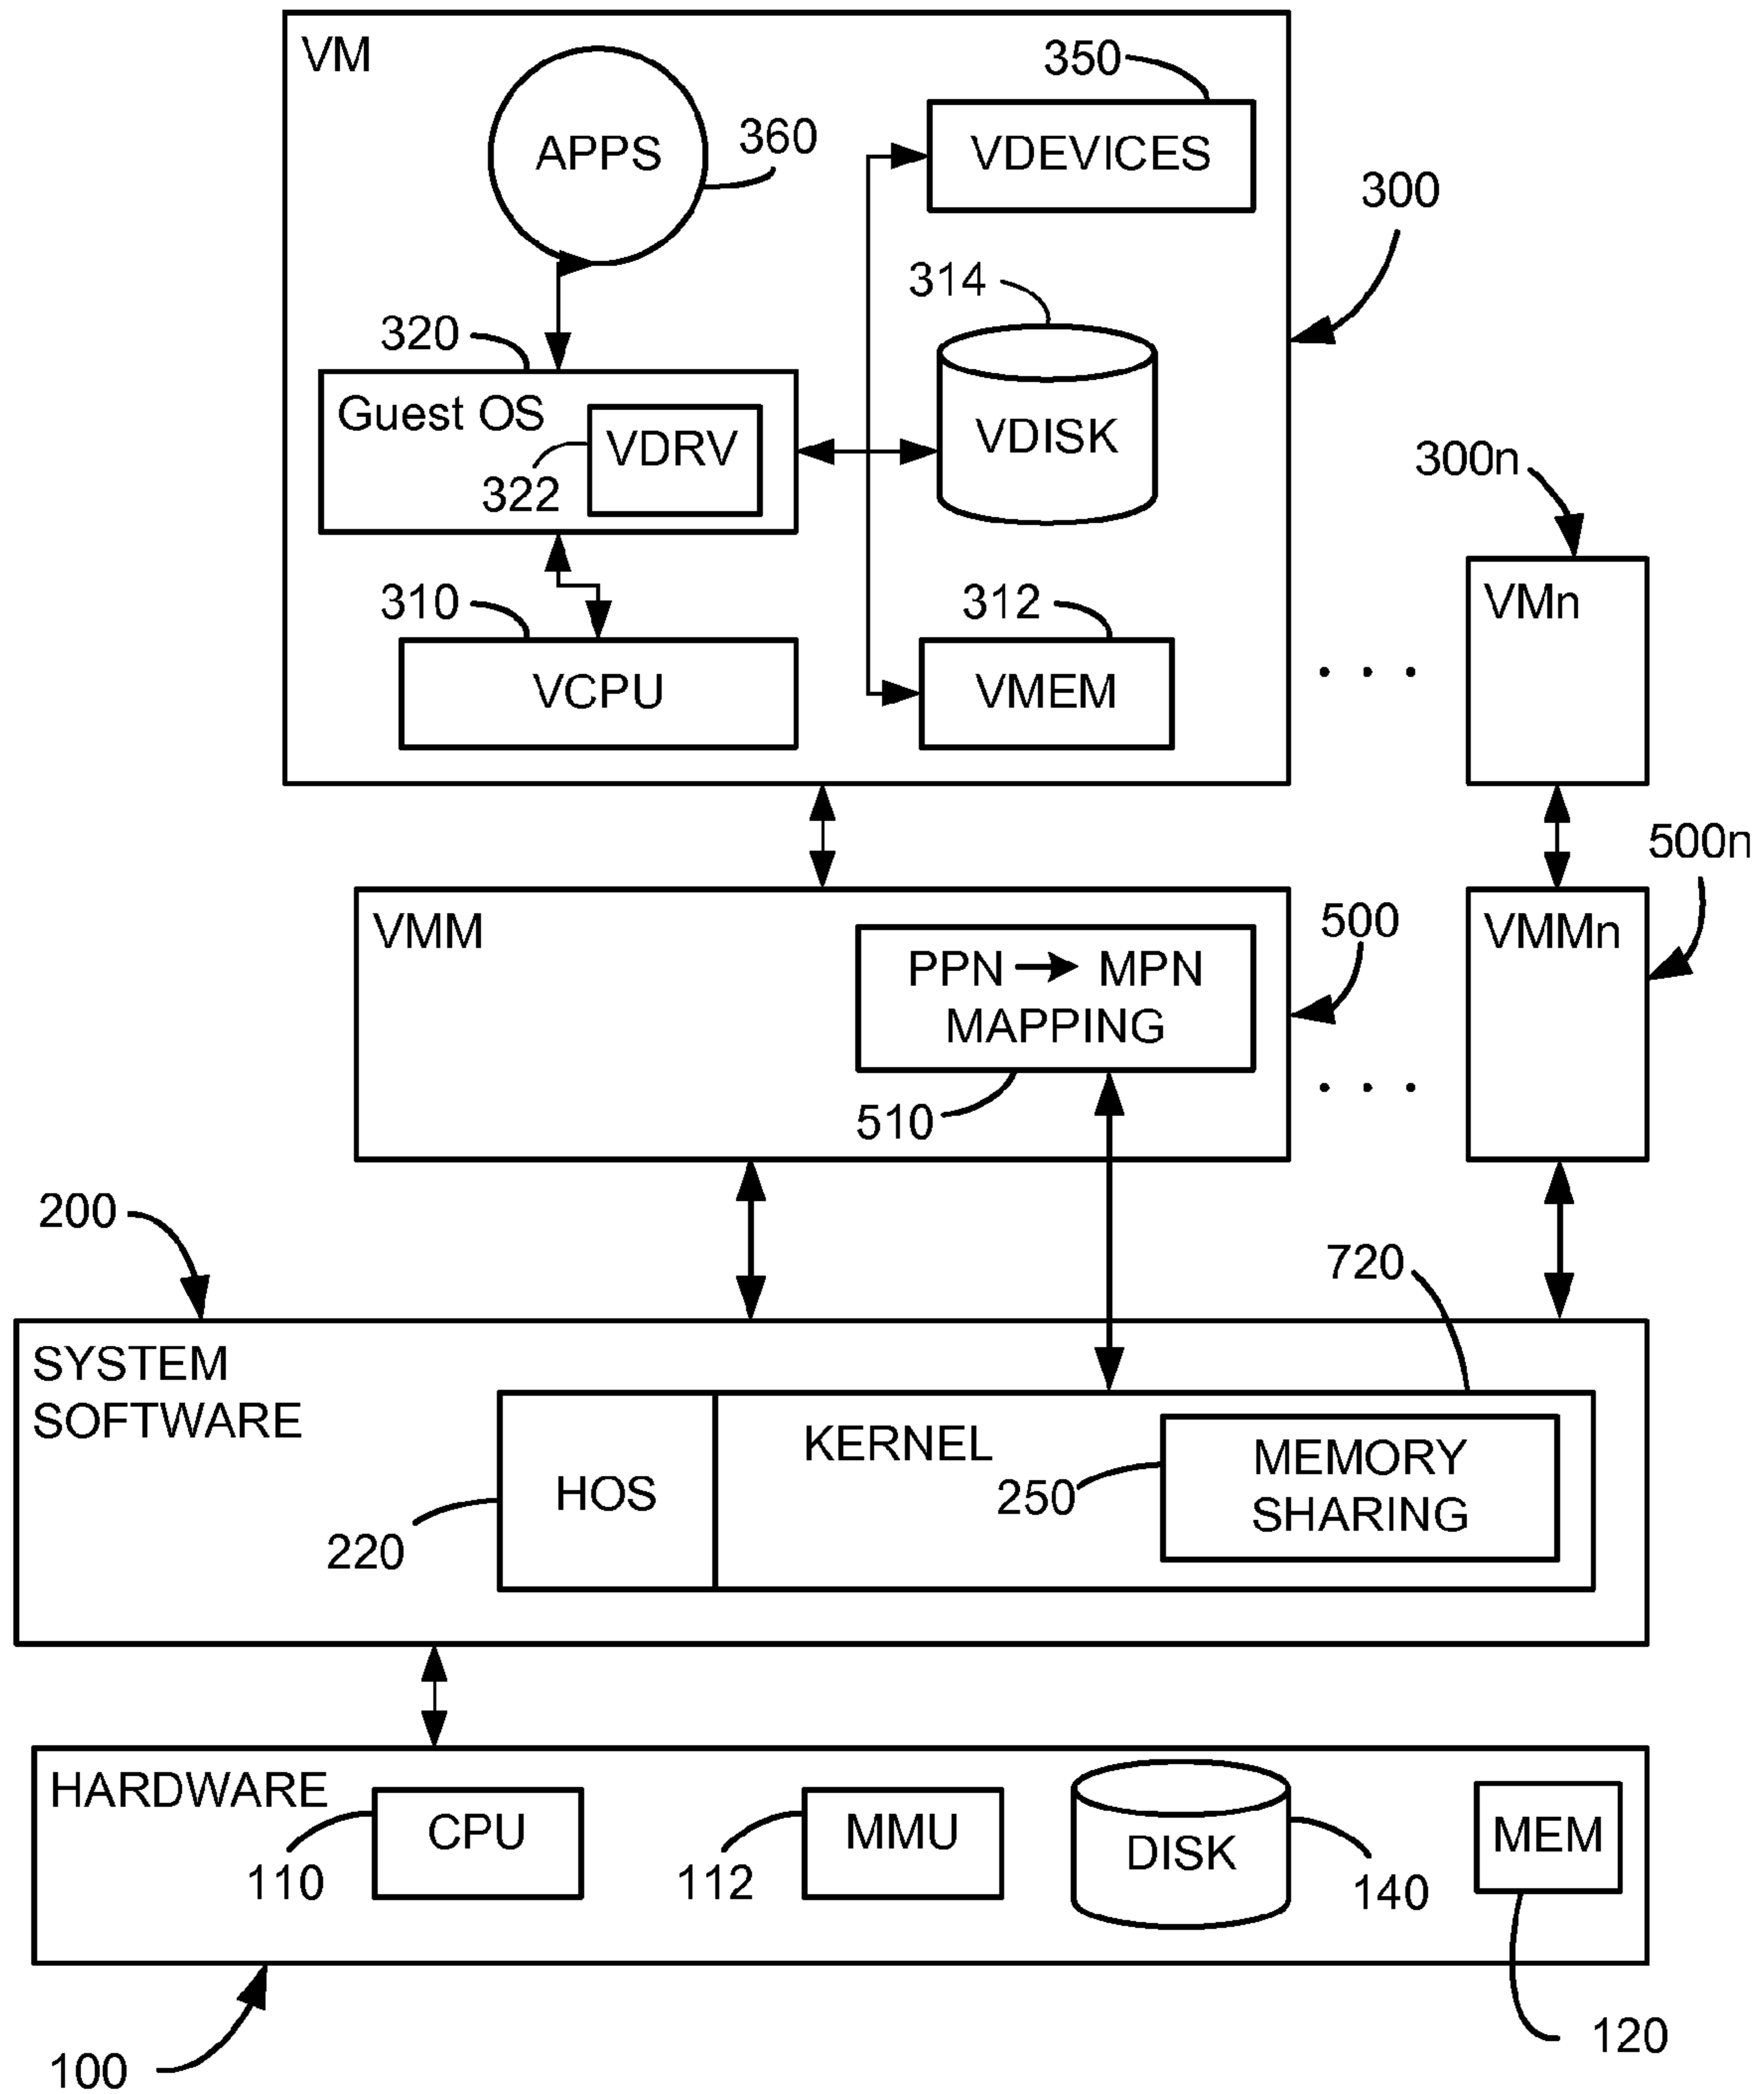 VM
350
APPS
360
VDEVICES
300
314
320
Guest OS
VDRV
322
VDISK
300n
310
312
VMn
VCPU
VMEM
. . .
500n
VMM
500
VMMn
PPN → MPN
MAPPING
510
. . .
200
720
SYSTEM
SOFTWARE
KERNEL
MEMORY
SHARING
250
HOS
220
HARDWARE
CPU
MMU
DISK
MEM
110
112
140
120
100